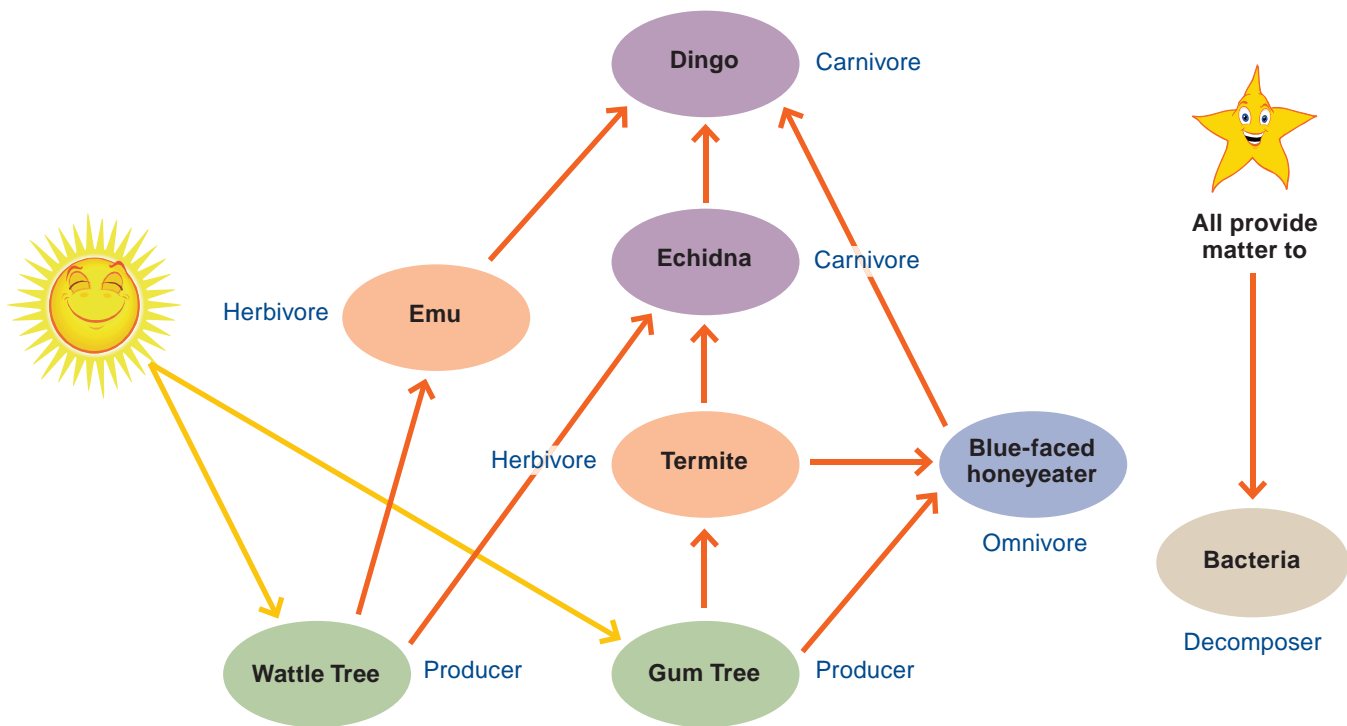 Dingo
Carnivore
All provide
matter to
Echidna
Carnivore
Herbivore
Emu
Herbivore
Termite
Blue-faced
honeyeater
Omnivore
Bacteria
Decomposer
Wattle Tree
Producer
Gum Tree
Producer